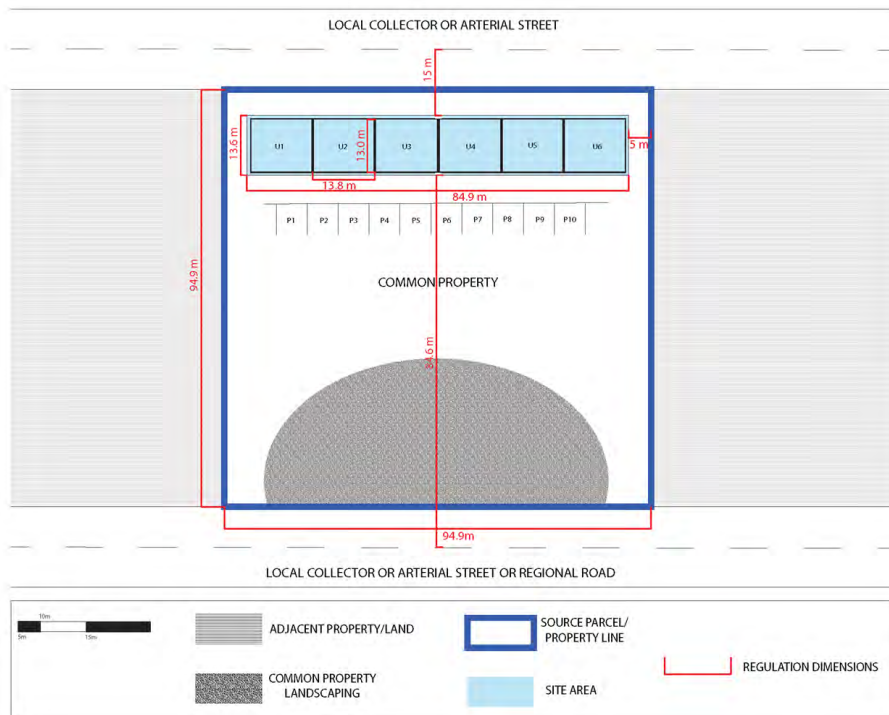 LOCAL COLLECTOR OR ARTERIAL STREET
15 m
13.6 m
U1
U2
13.0 m
U3
U4
U5
U6
5 m
13.8 m
84.9 m
P1 P2 P3 P4 P5 P6 P7 P8 P9 P10
94.9 m
COMMON PROPERTY
84.6 m
94.9m
LOCAL COLLECTOR OR ARTERIAL STREET OR REGIONAL ROAD
10m
5m
15m
ADJACENT PROPERTY/LAND
SOURCE PARCEL/
PROPERTY LINE
REGULATION DIMENSIONS
COMMON PROPERTY
LANDSCAPING
SITE AREA